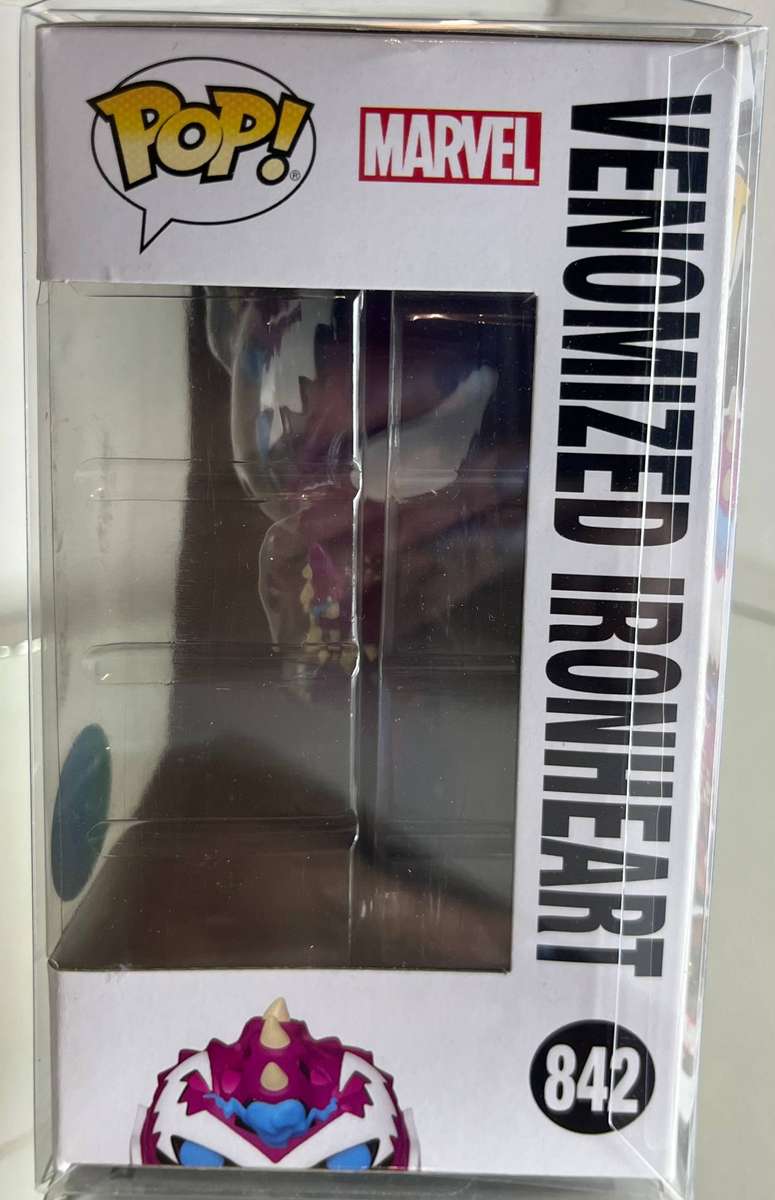 POP!®
MARVEL
VENOMIZED IRONHEART
842